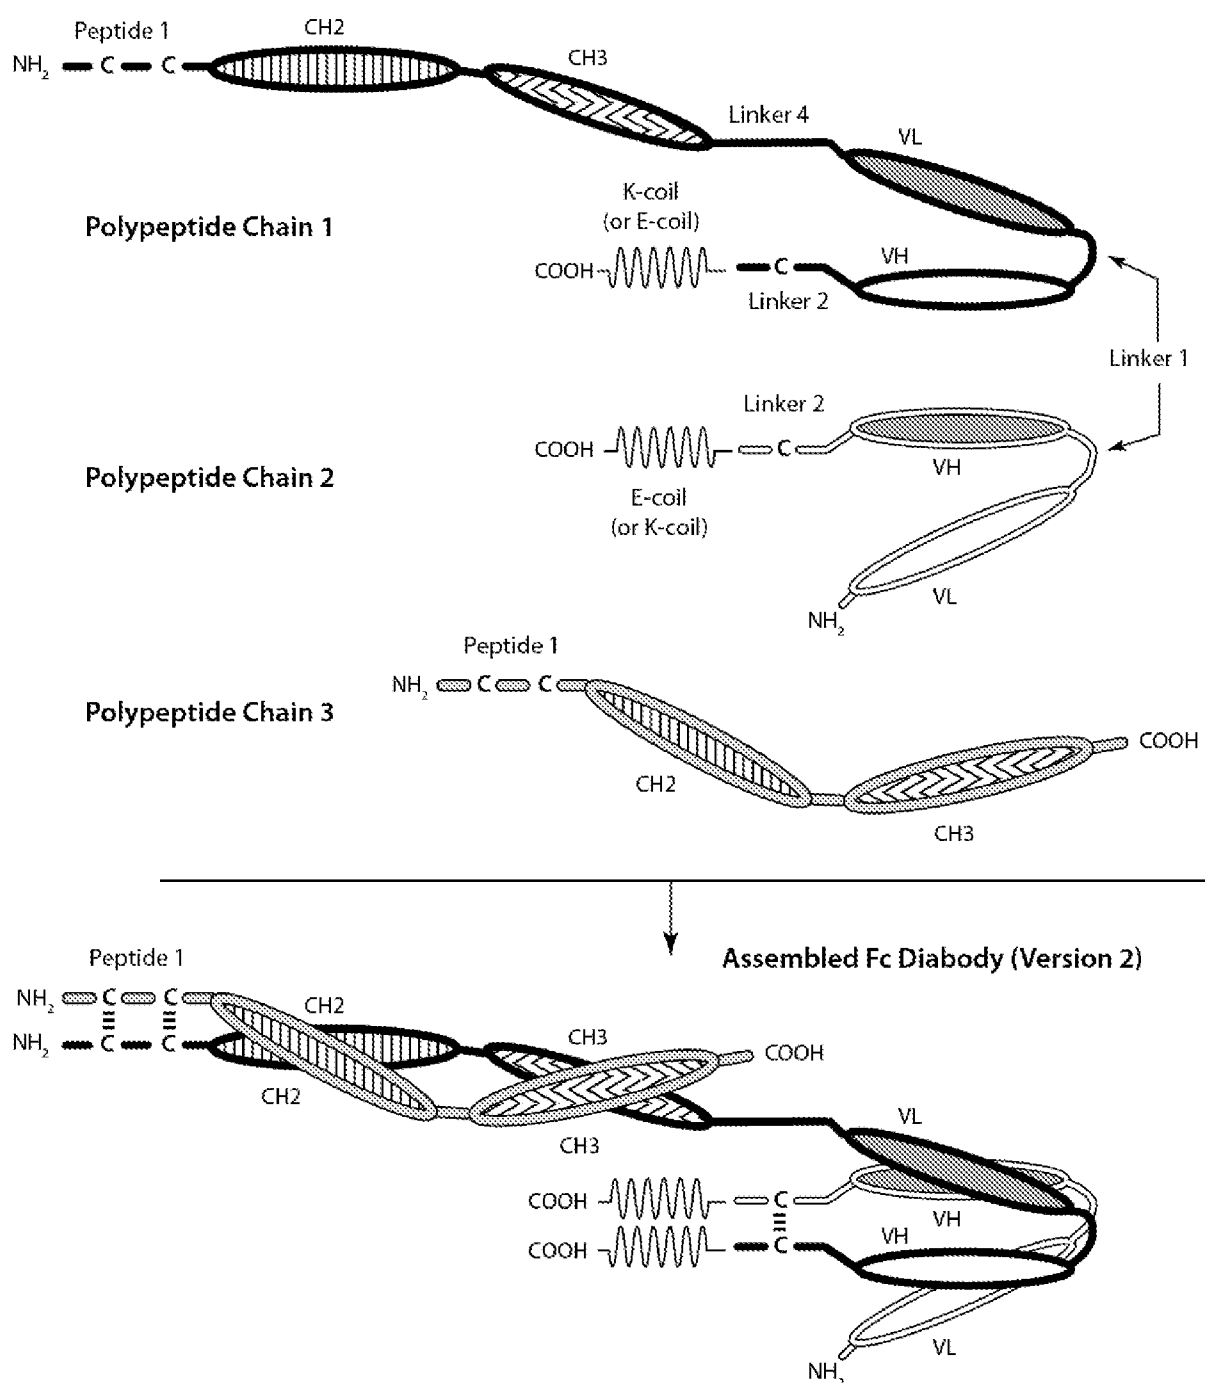 Peptide 1
CH2
NH₂
C
C
CH3
Linker 4
VL
K-coil
(or E-coil)
Polypeptide Chain 1
COOH
C
VH
Linker 2
Linker 1
Linker 2
COOH
C
VH
Polypeptide Chain 2
E-coil
(or K-coil)
VL
NH₂
Peptide 1
NH₂
C
C
Polypeptide Chain 3
COOH
CH2
CH3
Assembled Fc Diabody (Version 2)
Peptide 1
NH₂
C
C
CH2
NH₂
C
C
CH3
COOH
CH2
CH3
VL
COOH
C
VH
COOH
C
VH
VL
NH₂